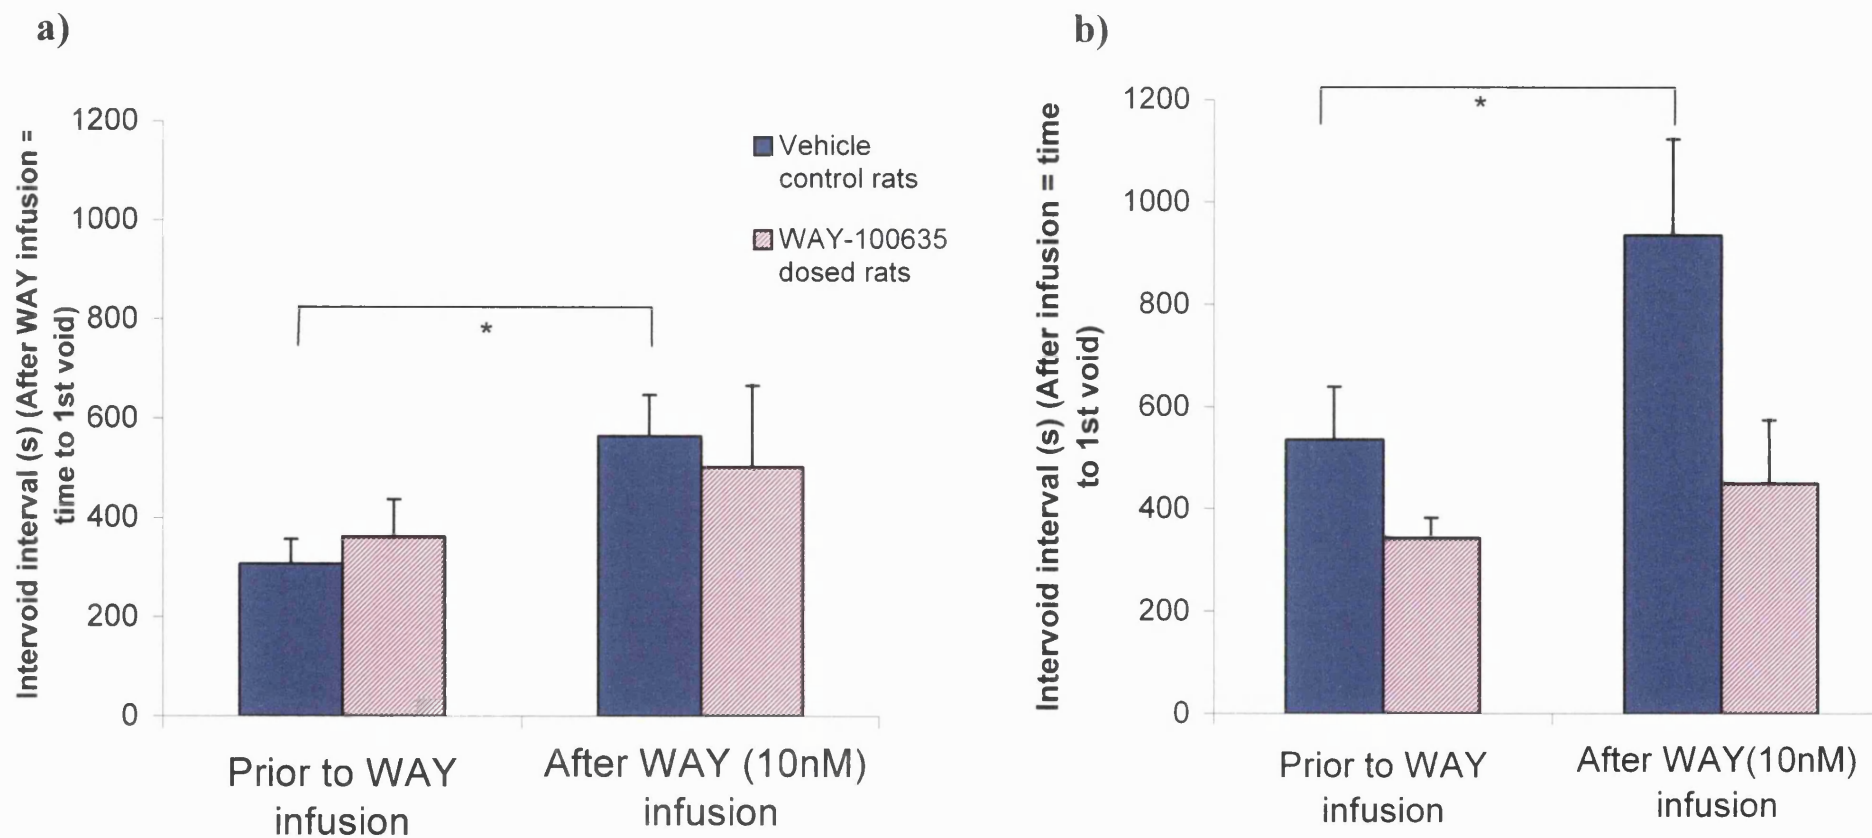 a)
Intervoid interval (s) (After WAY infusion =
time to 1st void)
1200
1000
800
600
400
200
0
*
Vehicle
control rats
WAY-100635
dosed rats
Prior to WAY
infusion
After WAY (10nM)
infusion
b)
Intervoid interval (s) (After infusion = time
to 1st void)
1200
1000
800
600
400
200
0
*
Prior to WAY
infusion
After WAY(10nM)
infusion